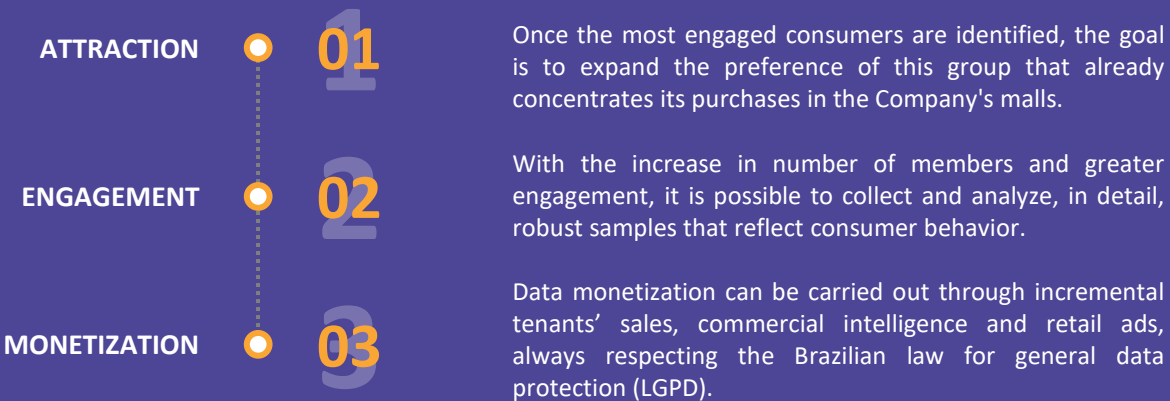 ATTRACTION
01
1
Once the most engaged consumers are identified, the goal
is to expand the preference of this group that already
concentrates its purchases in the Company's malls.
ENGAGEMENT
02
2
With the increase in number of members and greater
engagement, it is possible to collect and analyze, in detail,
robust samples that reflect consumer behavior.
MONETIZATION
03
3
Data monetization can be carried out through incremental
tenants’ sales, commercial intelligence and retail ads,
always respecting the Brazilian law for general data
protection (LGPD).